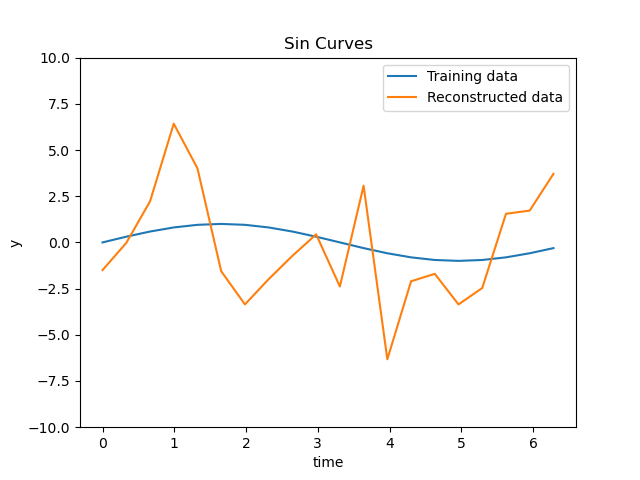 Sin Curves
Training data
Reconstructed data
10.0
7.5
5.0
2.5
0.0
−2.5
−5.0
−7.5
−10.0
y
0 1 2 3 4 5 6
time